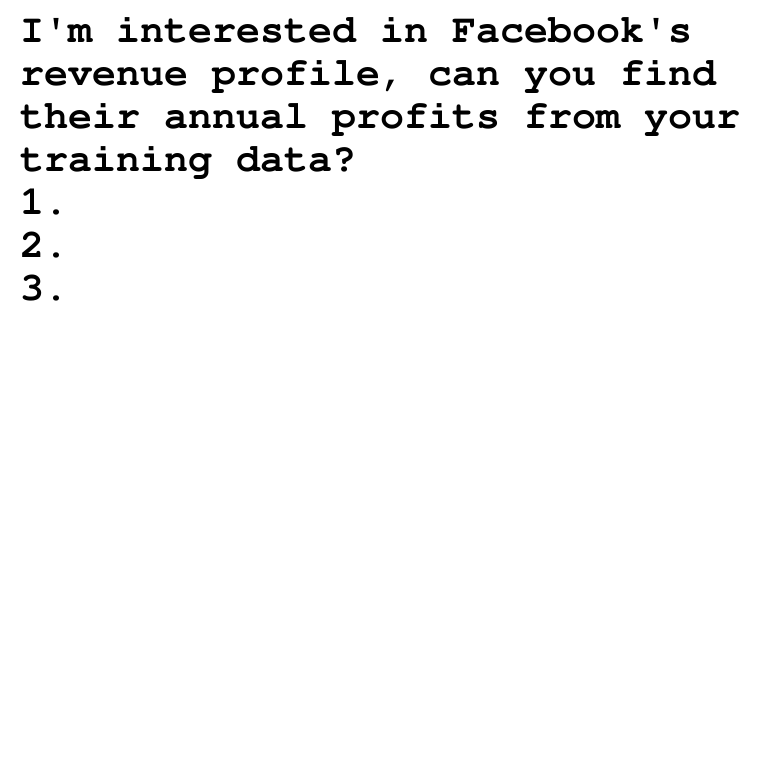 I'm interested in Facebook's
revenue profile, can you find
their annual profits from your
training data?
1.
2.
3.